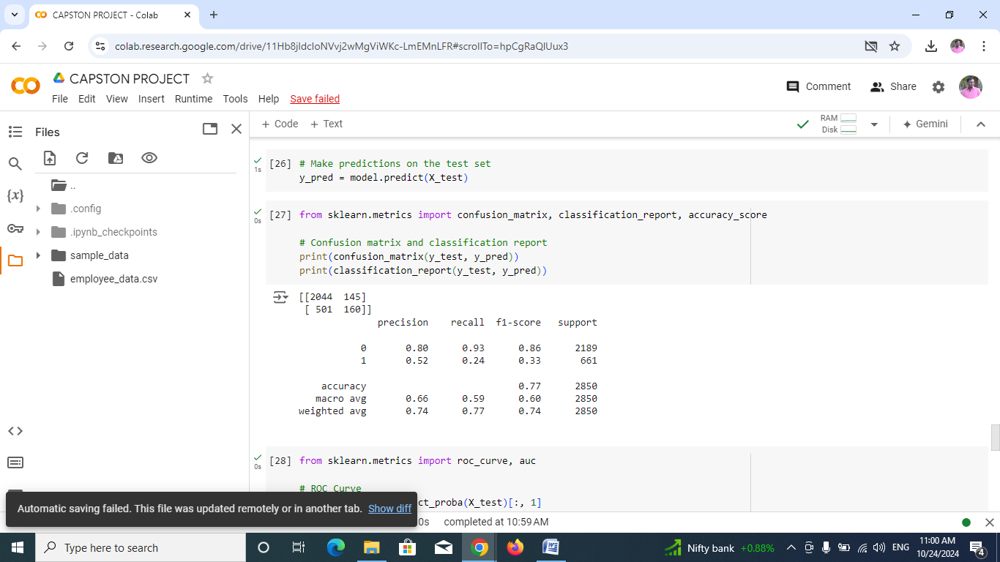 CAPSTON PROJECT - Colab
colab.research.google.com/drive/11Hb8jIdcIoNVvj2wMgViWKc-LmEMnLFR#scrollTo=hpCgRaQlUux3
CAPSTON PROJECT
File Edit View Insert Runtime Tools Help Save failed
Comment Share
Files
+ Code + Text
RAM
Disk
Gemini
..
.config
.ipynb_checkpoints
sample_data
employee_data.csv
{x}
1s
[26] # Make predictions on the test set
y_pred = model.predict(X_test)
0s
[27] from sklearn.metrics import confusion_matrix, classification_report, accuracy_score
# Confusion matrix and classification report
print(confusion_matrix(y_test, y_pred))
print(classification_report(y_test, y_pred))
[[2044 145]
[ 501 160]]
precision recall f1-score support
0 0.80 0.93 0.86 2189
1 0.52 0.24 0.33 661
accuracy 0.77 2850
macro avg 0.66 0.59 0.60 2850
weighted avg 0.74 0.77 0.74 2850
0s
[28] from sklearn.metrics import roc_curve, auc
# ROC Curve
ct_proba(X_test)[:, 1]
Automatic saving failed. This file was updated remotely or in another tab. Show diff
0s completed at 10:59 AM
Type here to search
Nifty bank +0.88%
ENG
11:00 AM
10/24/2024
4